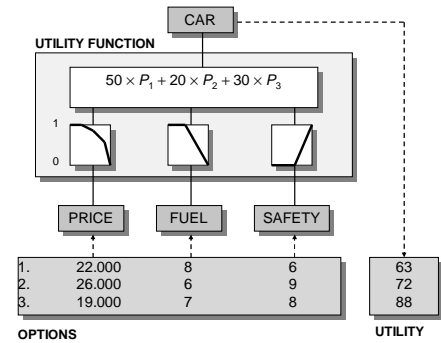 CAR
UTILITY FUNCTION
50 × P1 + 20 × P2 + 30 × P3
1
0
PRICE FUEL SAFETY
1. 22.000 8 6 63
2. 26.000 6 9 72
3. 19.000 7 8 88
OPTIONS UTILITY